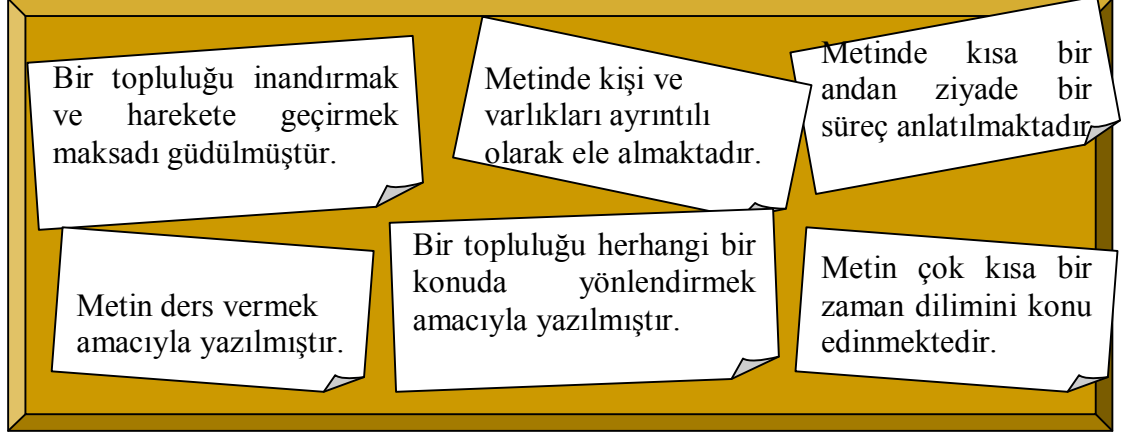 Bir topluluğu inandırmak
ve harekete geçirmek
maksadı güdülmüştür.
Metinde kişi ve
varlıkları ayrıntılı
olarak ele almaktadır.
Metinde kısa bir
andan ziyade bir
süreç anlatılmaktadır
Metin ders vermek
amacıyla yazılmıştır.
Bir topluluğu herhangi bir
konuda yönlendirmek
amacıyla yazılmıştır.
Metin çok kısa bir
zaman dilimini konu
edinmektedir.